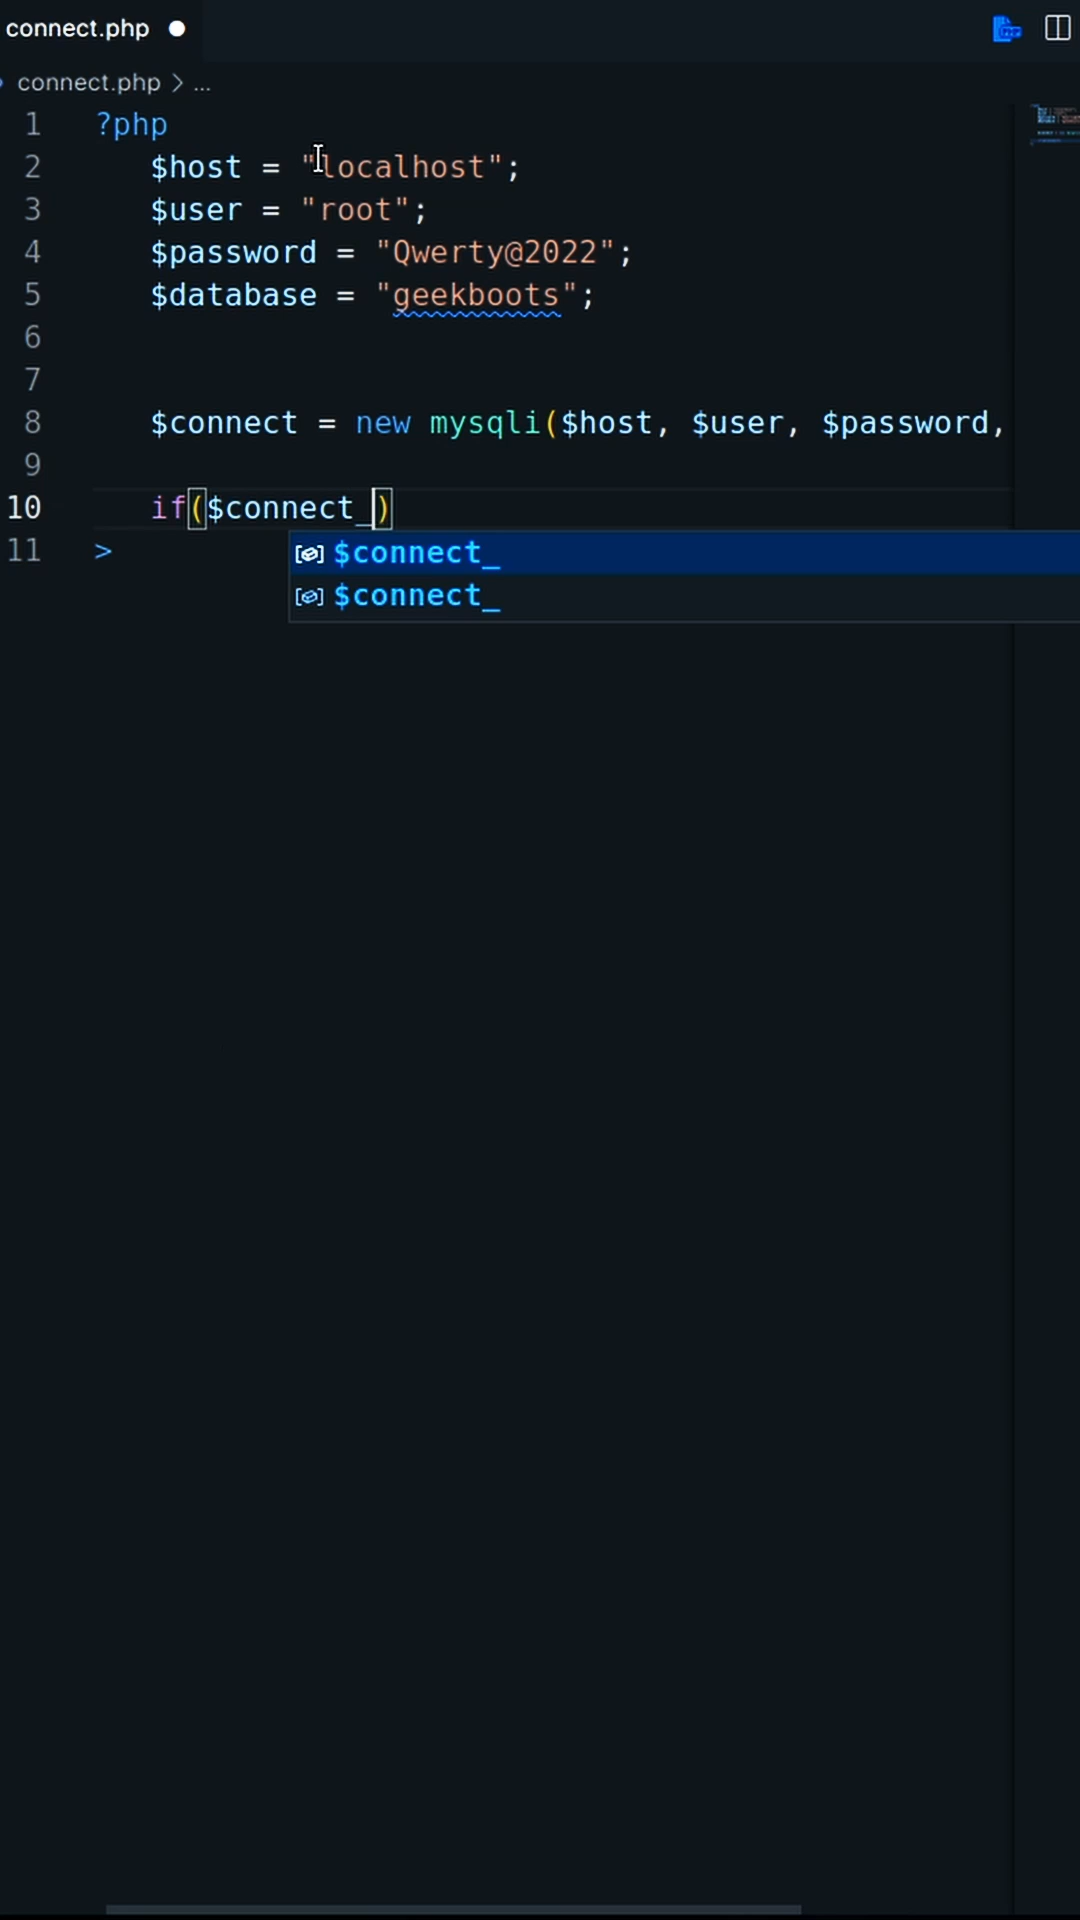 connect.php
connect.php > ...
1 ?php
2 $host = "localhost";
3 $user = "root";
4 $password = "Qwerty@2022";
5 $database = "geekboots";
6
7
8 $connect = new mysqli($host, $user, $password,
9
10 if($connect_)
11 >
$connect_
$connect_